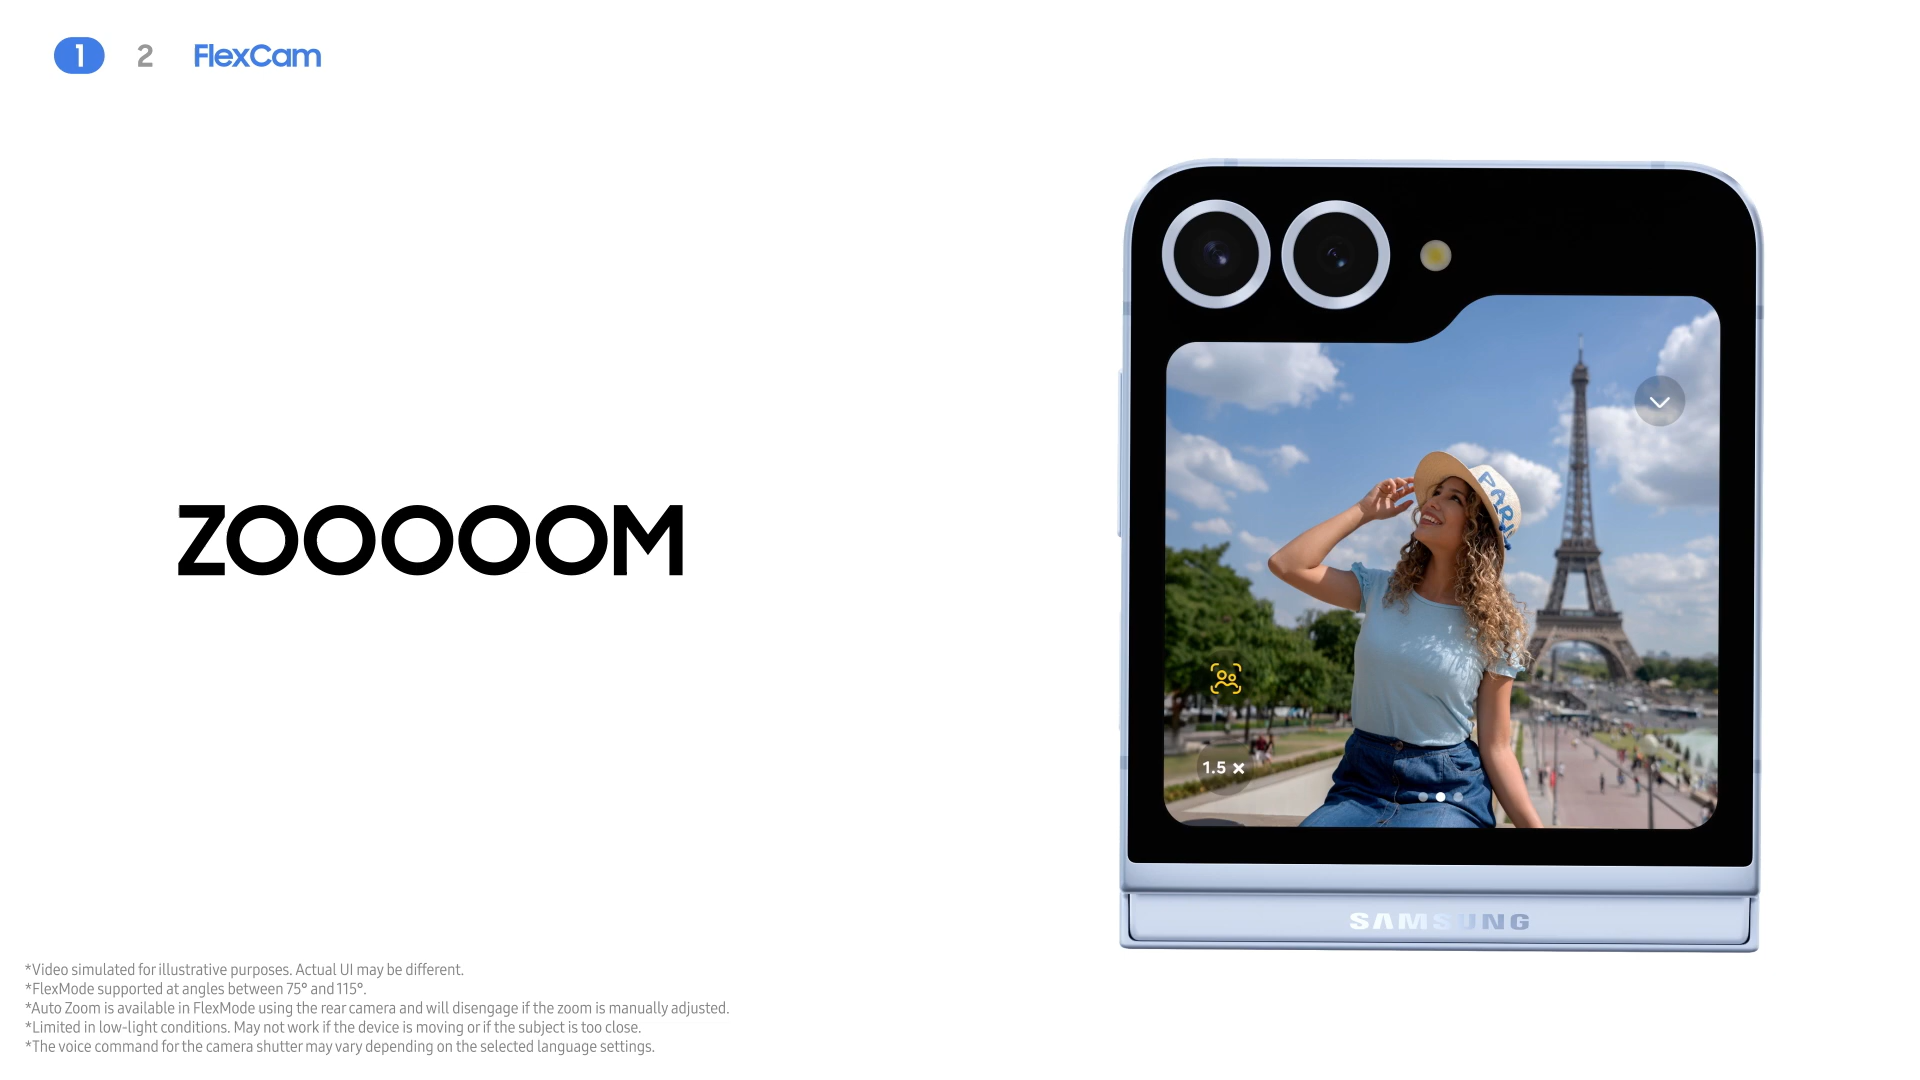 1 2 FlexCam
ZOOOOOM
PARI
1.5 ×
SAMSUNG
*Video simulated for illustrative purposes. Actual UI may be different.
*FlexMode supported at angles between 75° and 115°.
*Auto Zoom is available in FlexMode using the rear camera and will disengage if the zoom is manually adjusted.
*Limited in low-light conditions. May not work if the device is moving or if the subject is too close.
*The voice command for the camera shutter may vary depending on the selected language settings.